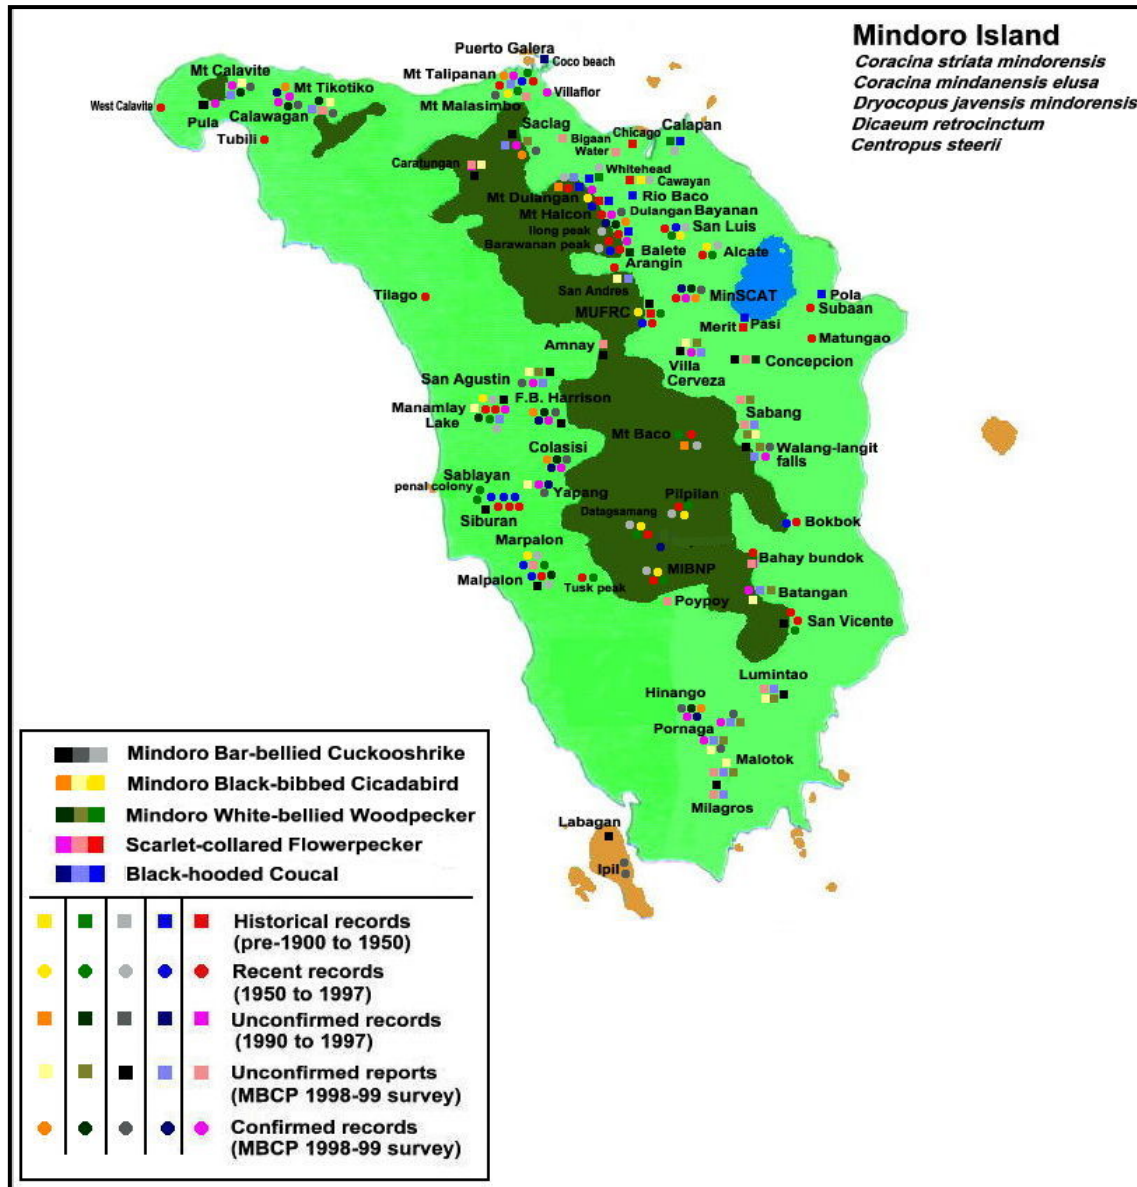 Mindoro Island
Coracina striata mindorensis
Coracina mindanensis elusa
Dryocopus javensis mindorensis
Dicaeum retrocinctum
Centropus steerii
Puerto Galera
Coco beach
Mt Calavite
Mt Talipanan
Mt Tikotiko
Villaflor
West Calavite
Mt Malasimbo
Pula
Calawagan
Saclag
Tubili
Bigaan
Chicago
Calapan
Water
Caratungan
Whitehead
Cawayan
Mt Dulangan
Rio Baco
Mt Halcon
Dulangan
Bayanan
Ilong peak
San Luis
Barawanan peak
Balete
Alcate
Arangin
San Andres
Tilago
MinSCAT
Pola
MUFRC
Subaan
Merit
Pasi
Amnay
Matungao
Villa
Cerveza
Concepcion
San Agustin
F.B. Harrison
Manamlay
Lake
Sabang
Mt Baco
Colasisi
Walang-langit
falls
Sablayan
penal colony
Yapang
Pilpilan
Siburan
Datagsamang
Bokbok
Marpalon
Bahay bundok
MIBNP
Malpalon
Tusk peak
Batangan
Poypoy
San Vicente
Lumintao
Hinango
Pornaga
Malotok
Milagros
Labagan
Ipil
Mindoro Bar-bellied Cuckooshrike
Mindoro Black-bibbed Cicadabird
Mindoro White-bellied Woodpecker
Scarlet-collared Flowerpecker
Black-hooded Coucal
Historical records
(pre-1900 to 1950)
Recent records
(1950 to 1997)
Unconfirmed records
(1990 to 1997)
Unconfirmed reports
(MBCP 1998-99 survey)
Confirmed records
(MBCP 1998-99 survey)